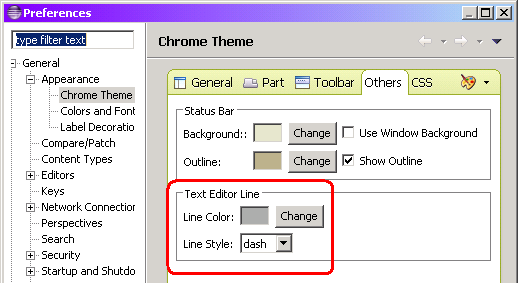 Preferences
type filter text
Chrome Theme
General
Appearance
Chrome Theme
Colors and Font
Label Decoratio
Compare/Patch
Content Types
Editors
Keys
Network Connection
Perspectives
Search
Security
Startup and Shutdo
General Part Toolbar Others CSS
Status Bar
Background:: Change Use Window Background
Outline: Change Show Outline
Text Editor Line
Line Color: Change
Line Style: dash